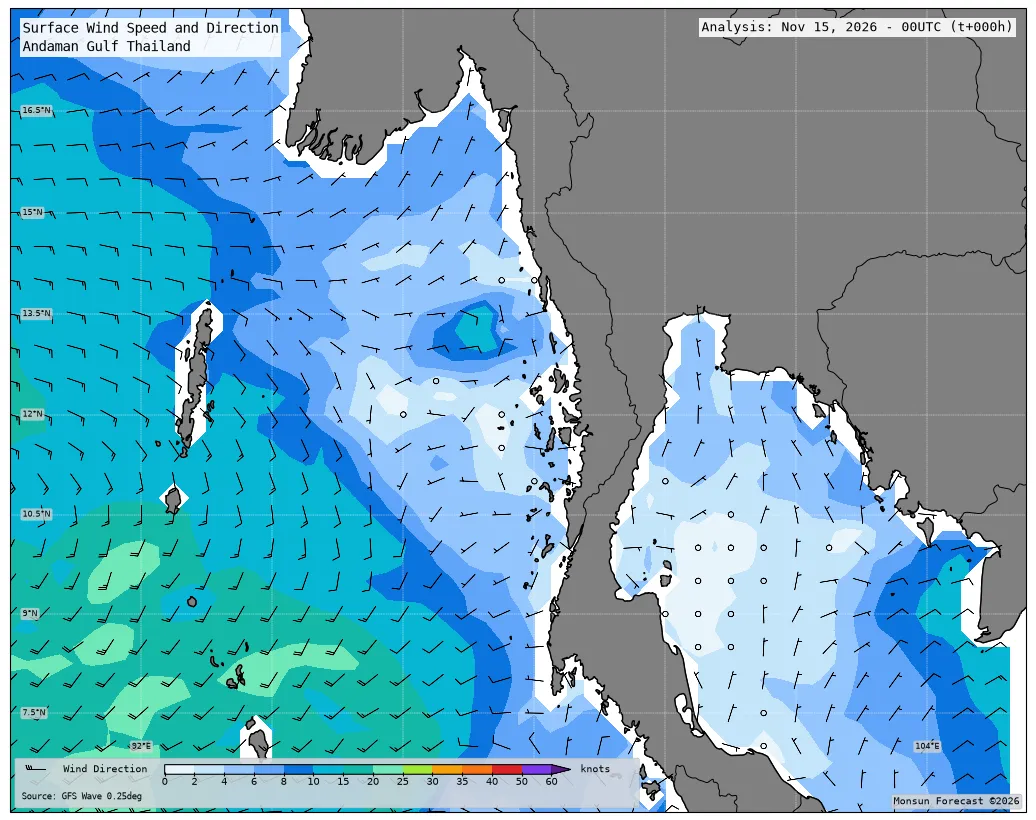 Surface Wind Speed and Direction
Andaman Gulf Thailand
Analysis: Nov 15, 2026 - 00UTC (t+000h)
16.5°N
15°N
13.5°N
12°N
10.5°N
9°N
7.5°N
92°E
104°E
Wind Direction
0 2 4 6 8 10 15 20 25 30 35 40 50 60
knots
Source: GFS Wave 0.25deg
Monsun Forecast ©2026